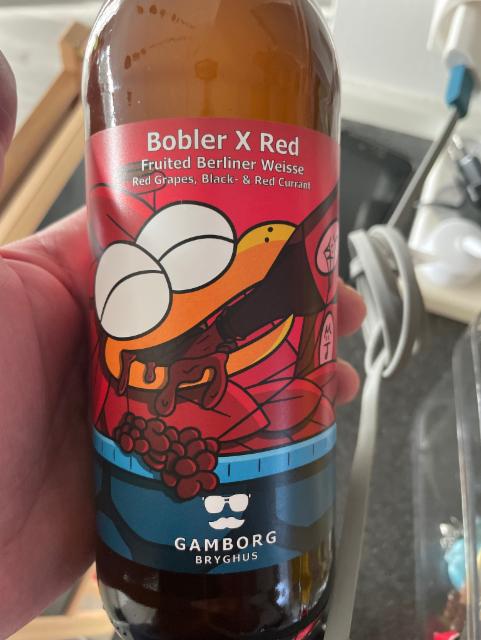 Bobler X Red
Fruited Berliner Weisse
Red Grapes, Black- & Red Currant
GAMBORG
BRYGHUS